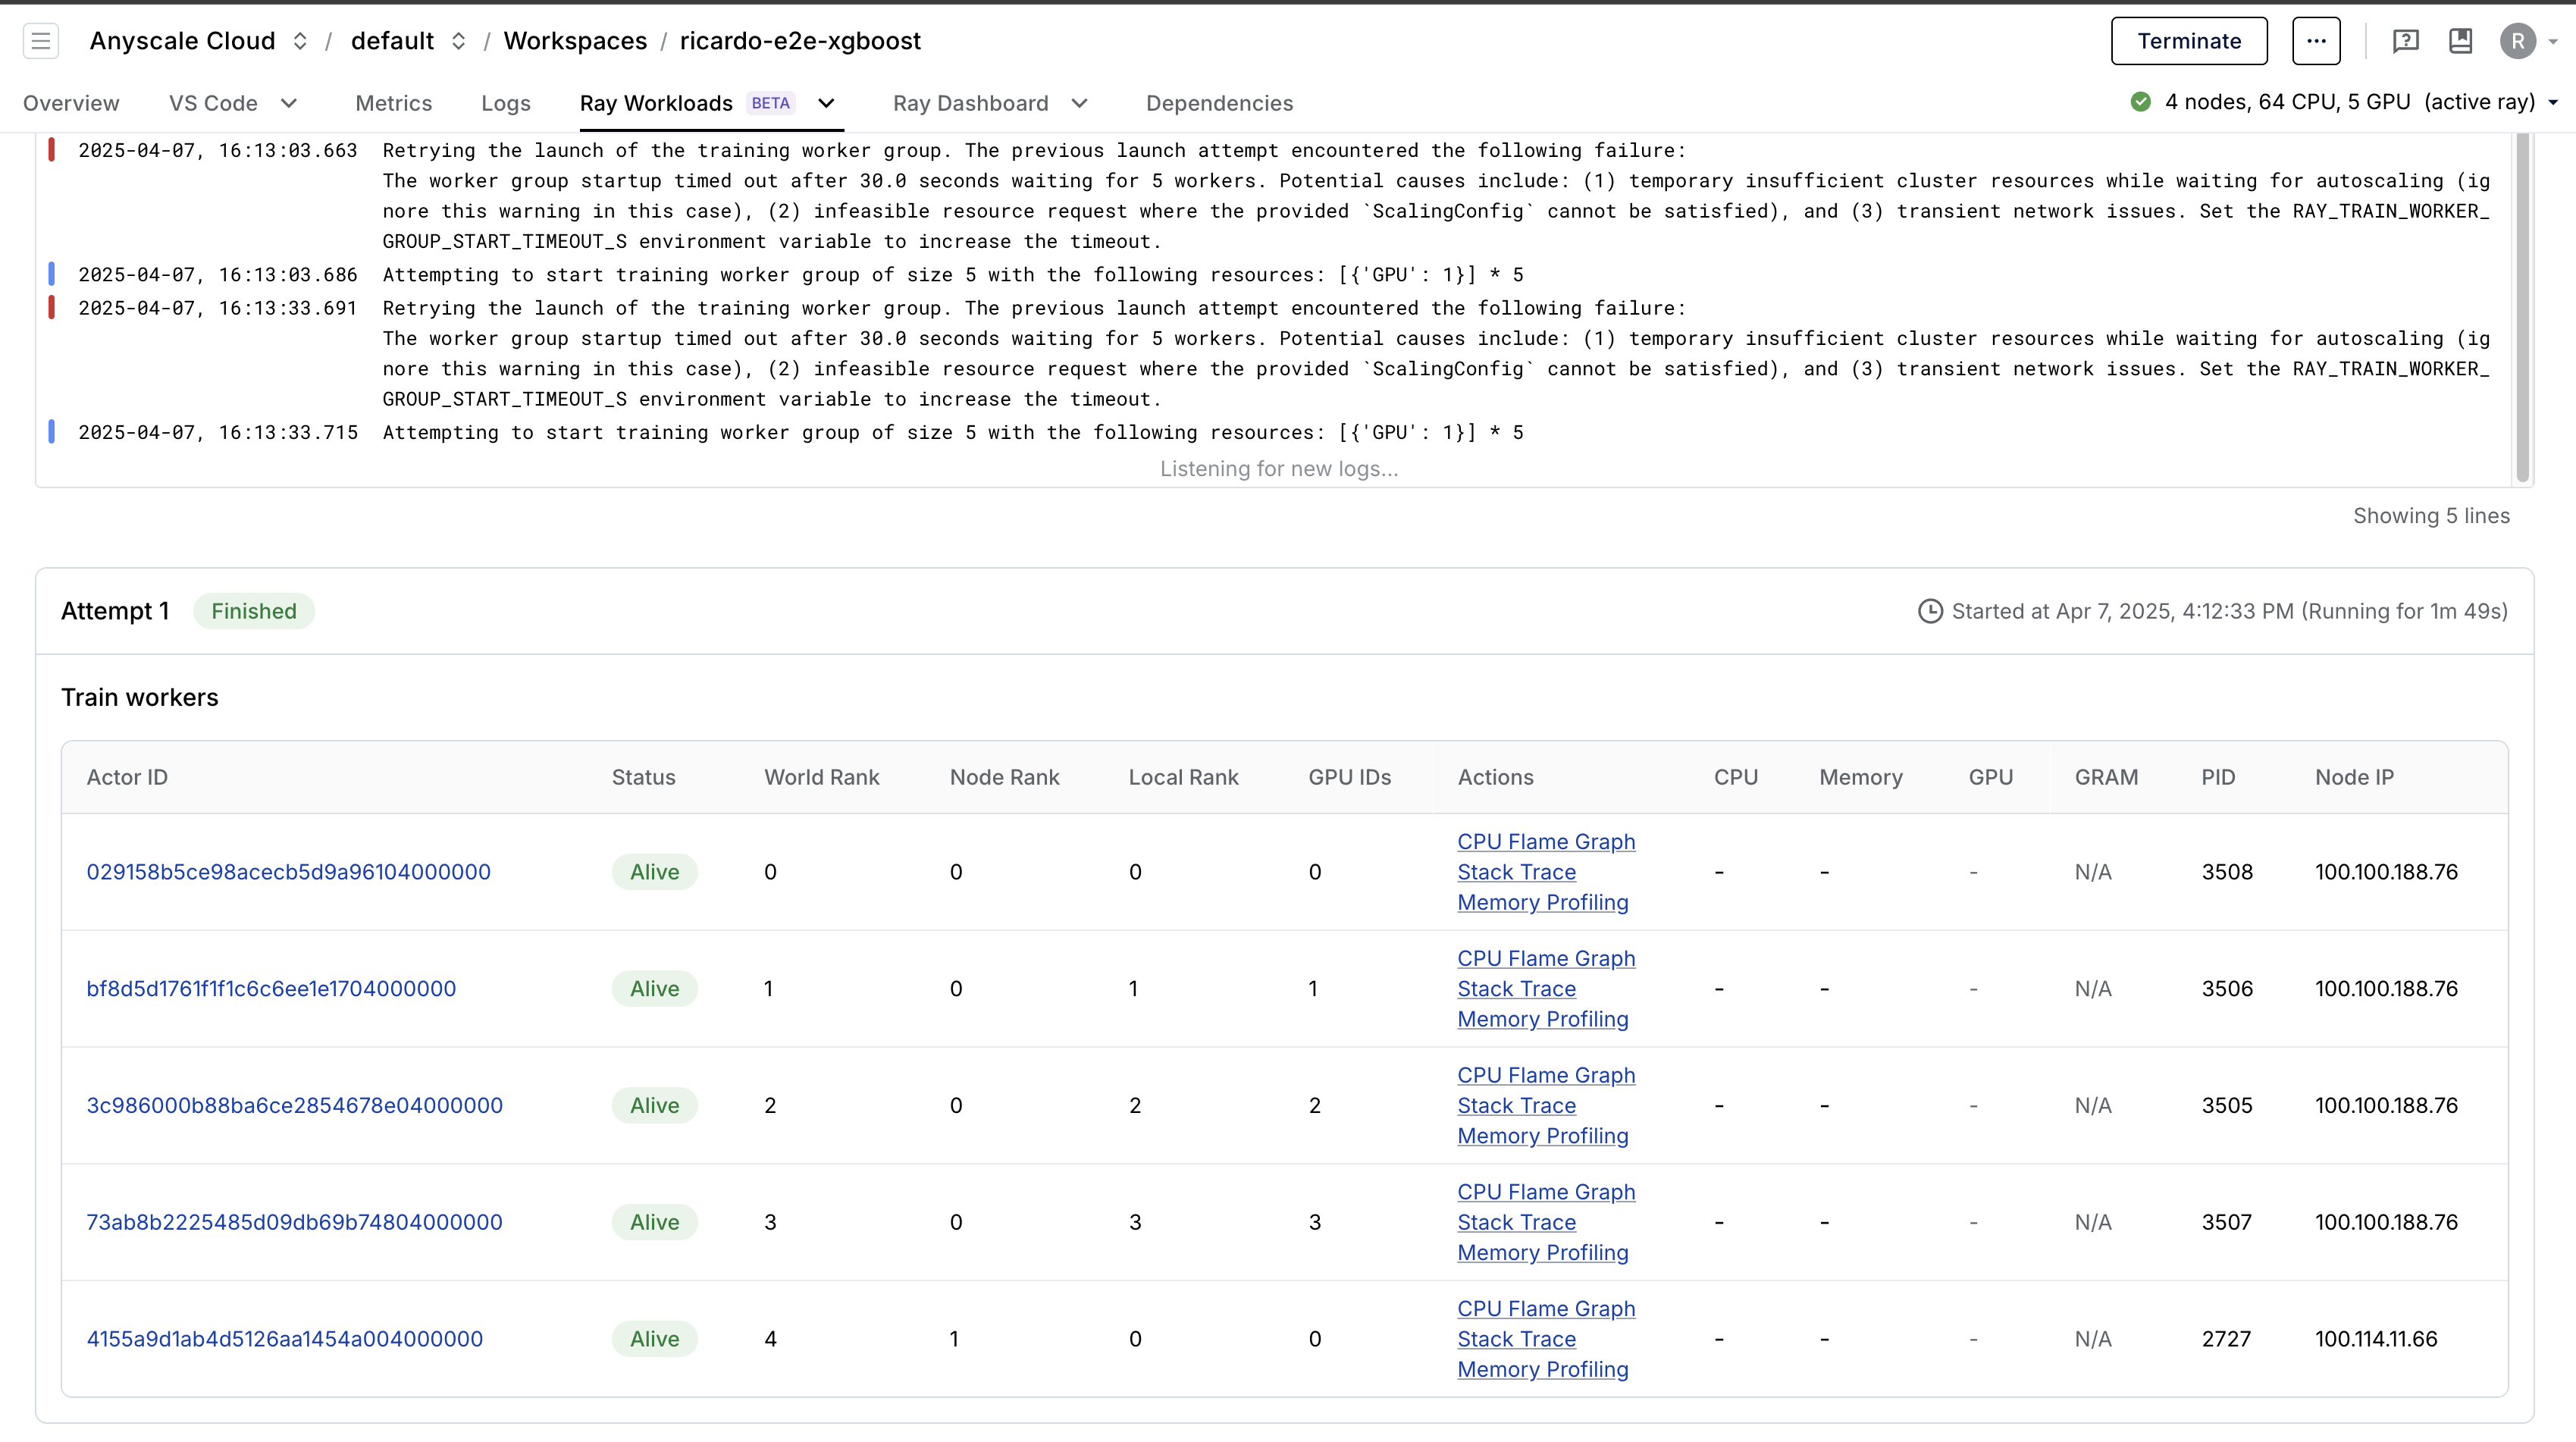 Anyscale Cloud / default / Workspaces / ricardo-e2e-xgboost Terminate ... R
Overview VS Code Metrics Logs Ray Workloads BETA Ray Dashboard Dependencies 4 nodes, 64 CPU, 5 GPU (active ray)
2025-04-07, 16:13:03.663 Retrying the launch of the training worker group. The previous launch attempt encountered the following failure:
The worker group startup timed out after 30.0 seconds waiting for 5 workers. Potential causes include: (1) temporary insufficient cluster resources while waiting for autoscaling (ig
nore this warning in this case), (2) infeasible resource request where the provided `ScalingConfig` cannot be satisfied), and (3) transient network issues. Set the RAY_TRAIN_WORKER_
GROUP_START_TIMEOUT_S environment variable to increase the timeout.
2025-04-07, 16:13:03.686 Attempting to start training worker group of size 5 with the following resources: [{'GPU': 1}] * 5
2025-04-07, 16:13:33.691 Retrying the launch of the training worker group. The previous launch attempt encountered the following failure:
The worker group startup timed out after 30.0 seconds waiting for 5 workers. Potential causes include: (1) temporary insufficient cluster resources while waiting for autoscaling (ig
nore this warning in this case), (2) infeasible resource request where the provided `ScalingConfig` cannot be satisfied), and (3) transient network issues. Set the RAY_TRAIN_WORKER_
GROUP_START_TIMEOUT_S environment variable to increase the timeout.
2025-04-07, 16:13:33.715 Attempting to start training worker group of size 5 with the following resources: [{'GPU': 1}] * 5
Listening for new logs...
Showing 5 lines
Attempt 1 Finished Started at Apr 7, 2025, 4:12:33 PM (Running for 1m 49s)
Train workers
Actor ID Status World Rank Node Rank Local Rank GPU IDs Actions CPU Memory GPU GRAM PID Node IP
CPU Flame Graph
029158b5ce98acecb5d9a96104000000 Alive 0 0 0 0 Stack Trace - - - N/A 3508 100.100.188.76
Memory Profiling
CPU Flame Graph
bf8d5d1761f1f1c6c6ee1e1704000000 Alive 1 0 1 1 Stack Trace - - - N/A 3506 100.100.188.76
Memory Profiling
CPU Flame Graph
3c986000b88ba6ce2854678e04000000 Alive 2 0 2 2 Stack Trace - - - N/A 3505 100.100.188.76
Memory Profiling
CPU Flame Graph
73ab8b2225485d09db69b74804000000 Alive 3 0 3 3 Stack Trace - - - N/A 3507 100.100.188.76
Memory Profiling
CPU Flame Graph
4155a9d1ab4d5126aa1454a004000000 Alive 4 1 0 0 Stack Trace - - - N/A 2727 100.114.11.66
Memory Profiling